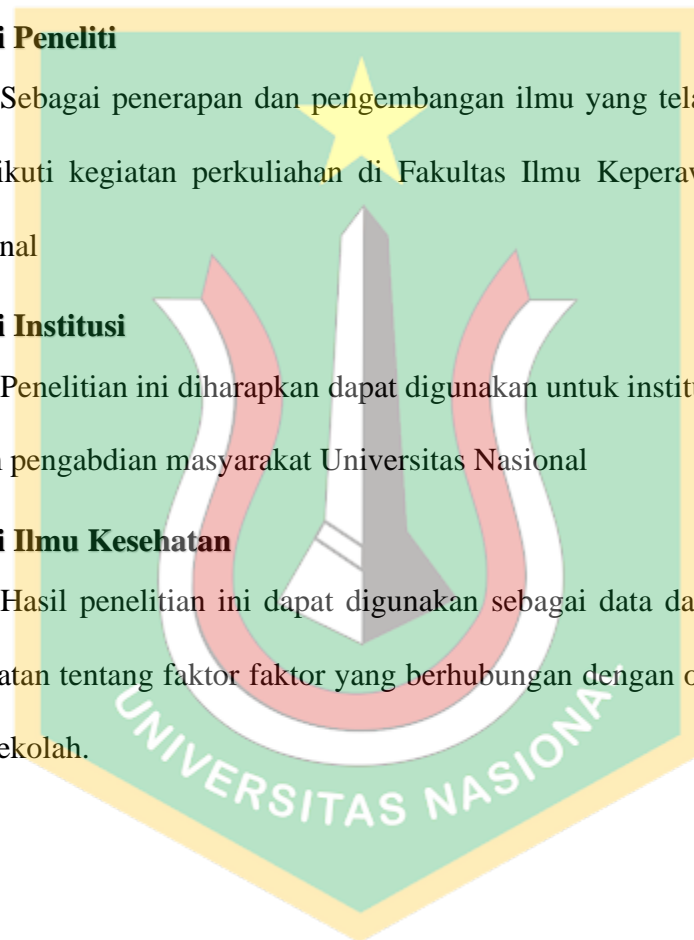 i Peneliti
Sebagai penerapan dan pengembangan ilmu yang tela
ikuti kegiatan perkuliahan di Fakultas Ilmu Keperaw
nal
i Institusi
Penelitian ini diharapkan dapat digunakan untuk institu
n pengabdian masyarakat Universitas Nasional
i Ilmu Kesehatan
Hasil penelitian ini dapat digunakan sebagai data da
atan tentang faktor faktor yang berhubungan dengan o
ekolah.
UNIVERSITAS NASIONAL